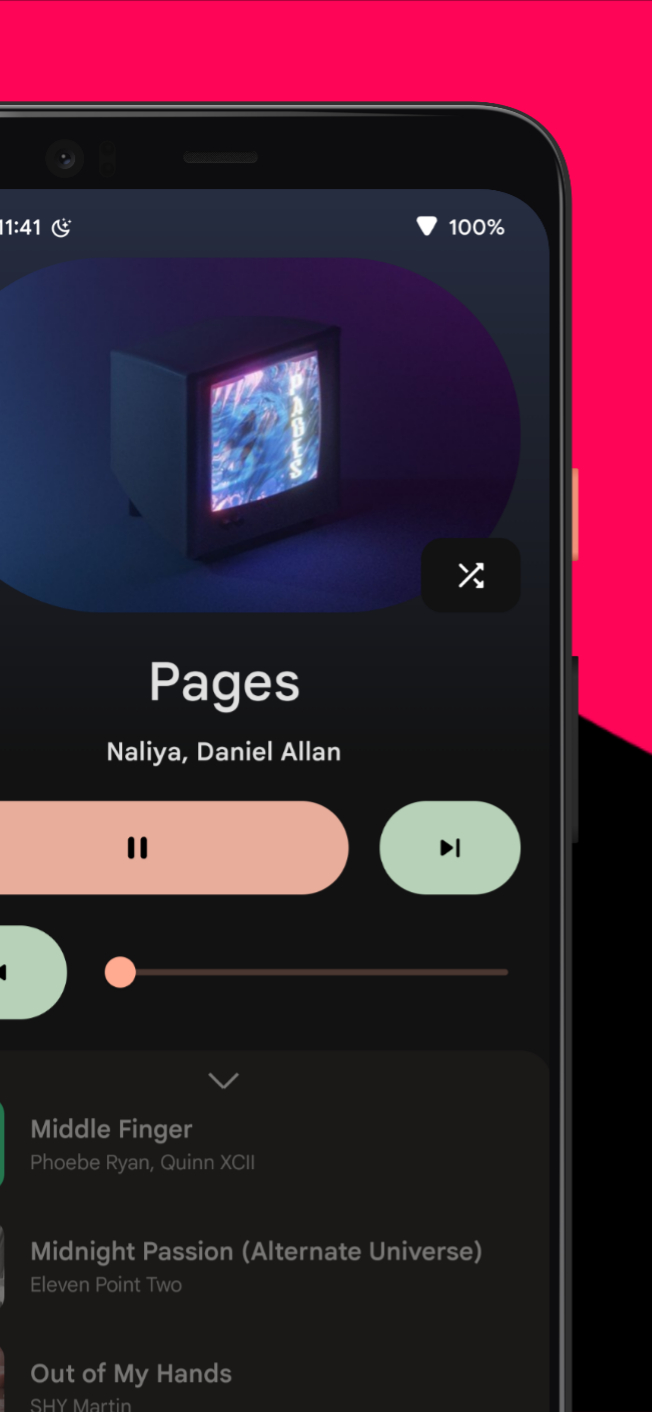 11:41 100%
PAGES
Pages
Naliya, Daniel Allan
Middle Finger
Phoebe Ryan, Quinn XCII
Midnight Passion (Alternate Universe)
Eleven Point Two
Out of My Hands
SHY Martin